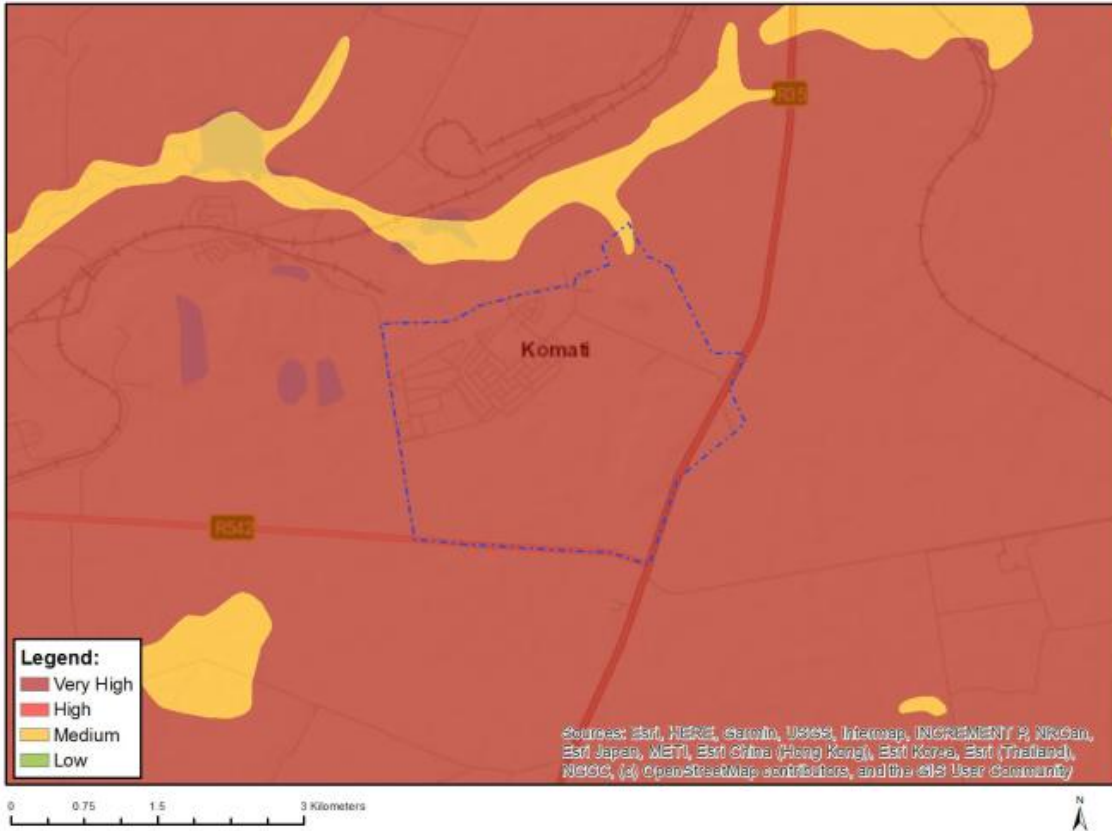 R35
Komati
R542
Legend:
Very High
High
Medium
Low
Sources: Esri, HERE, Garmin, USGS, Intermap, INCREMENT P, NRCan,
Esri Japan, METI, Esri China (Hong Kong), Esri Korea, Esri (Thailand),
NGCC, (c) OpenStreetMap contributors, and the GIS User Community
0 0.75 1.5 3 Kilometers
N